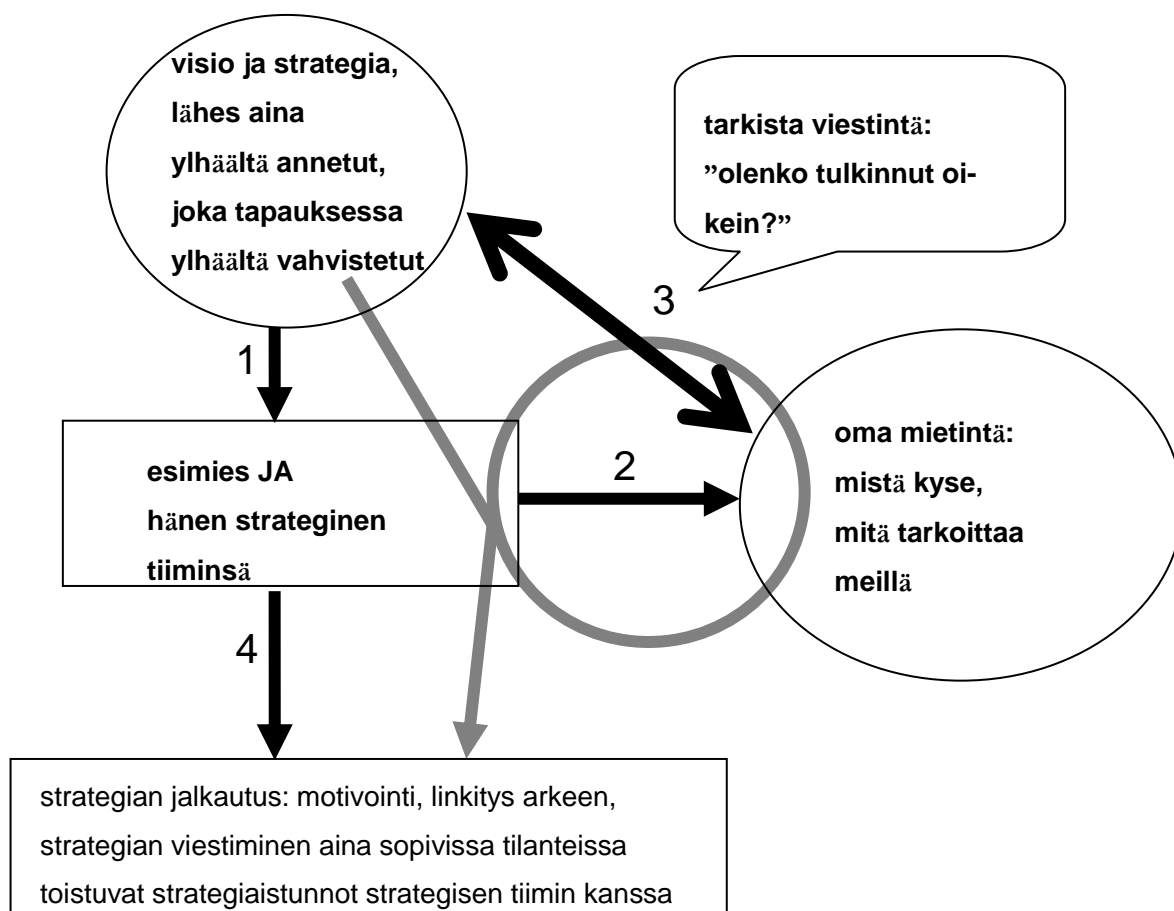 visio ja strategia,
lähes aina
ylhäältä annetut,
joka tapauksessa
ylhäältä vahvistetut
tarkista viestintä:
”olenko tulkinnut oi-
kein?”
3
1
2
oma mietintä:
mistä kyse,
mitä tarkoittaa
meillä
esimies JA
hänen strateginen
tiiminsä
4
strategian jalkautus: motivointi, linkitys arkeen,
strategian viestiminen aina sopivissa tilanteissa
toistuvat strategiaistunnot strategisen tiimin kanssa